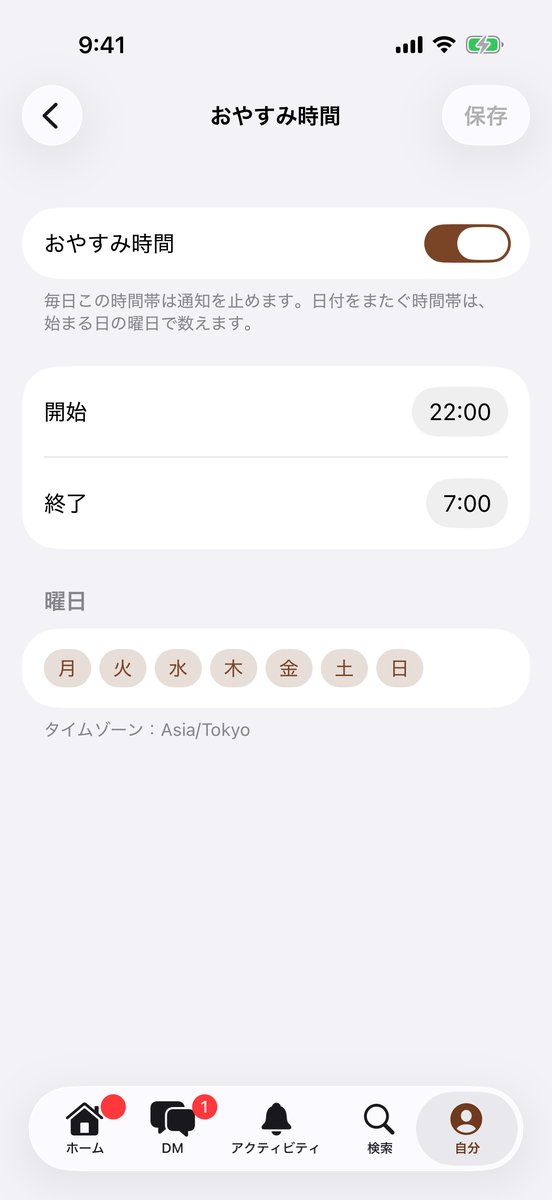 9:41
おやすみ時間
保存
おやすみ時間
毎日この時間帯は通知を止めます。日付をまたぐ時間帯は、
始まる日の曜日で数えます。
開始
22:00
終了
7:00
曜日
月 火 水 木 金 土 日
タイムゾーン：Asia/Tokyo
1
ホーム
DM
アクティビティ
検索
自分